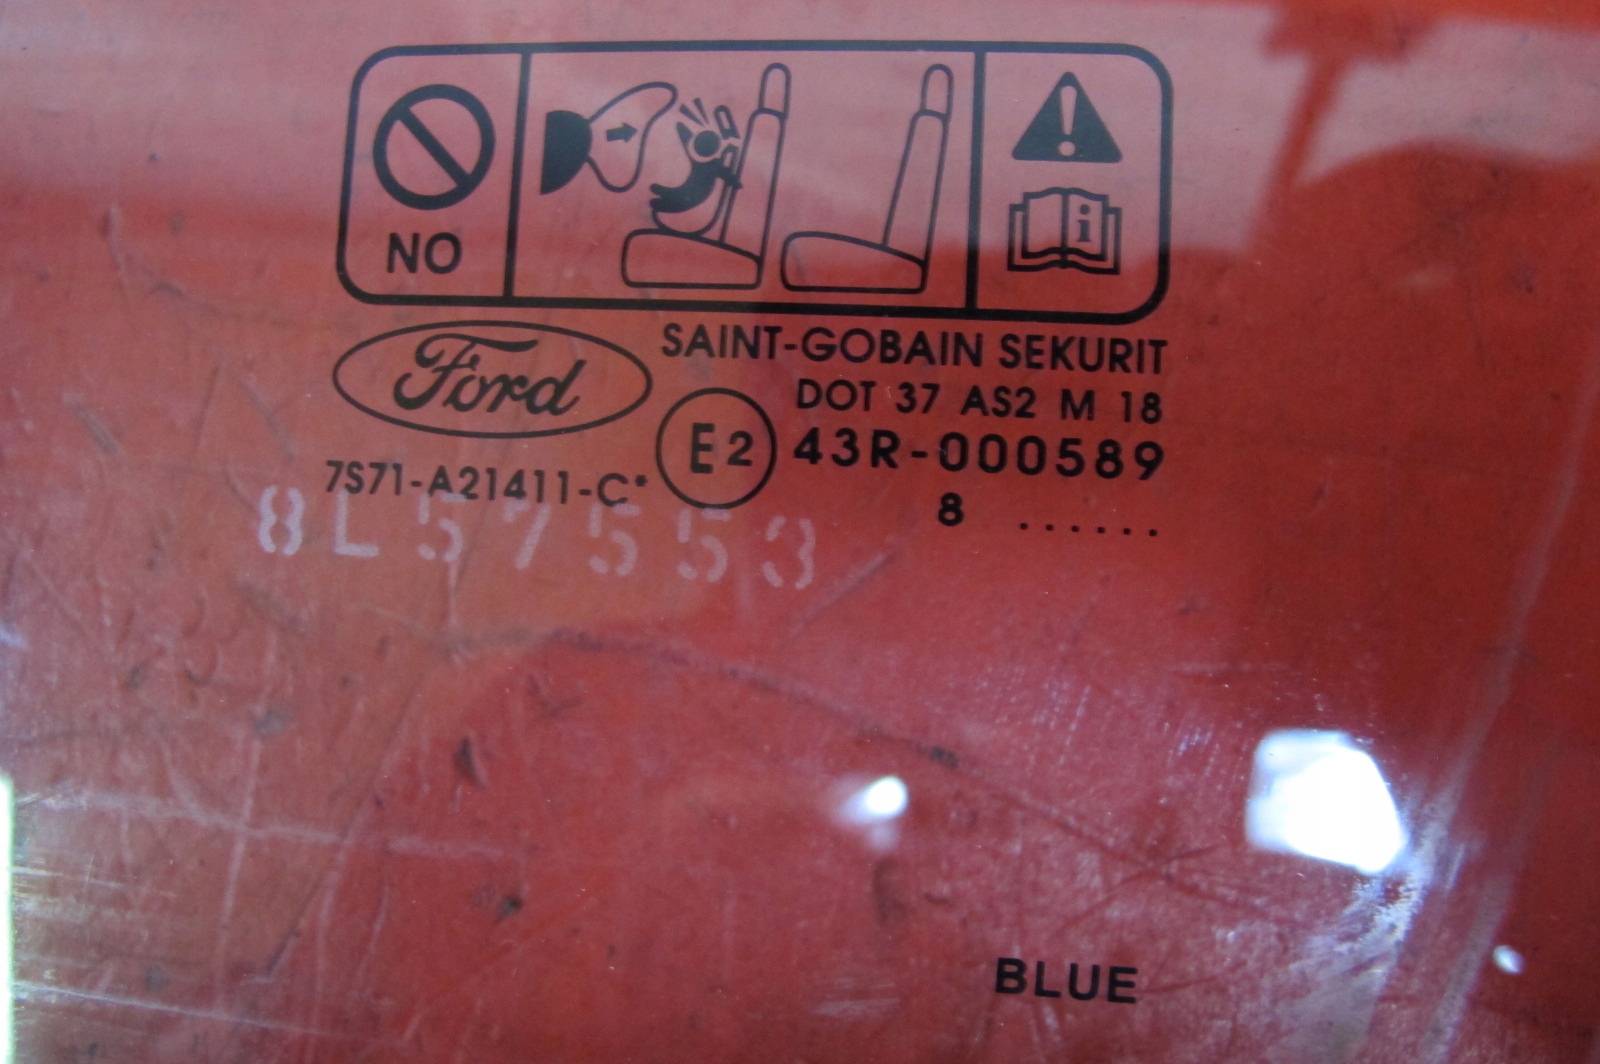 NO
i
Ford
SAINT-GOBAIN SEKURIT
DOT 37 AS2 M 18
E2 43R-000589
7S71-A21411-C*
8 ......
8L57553
BLUE